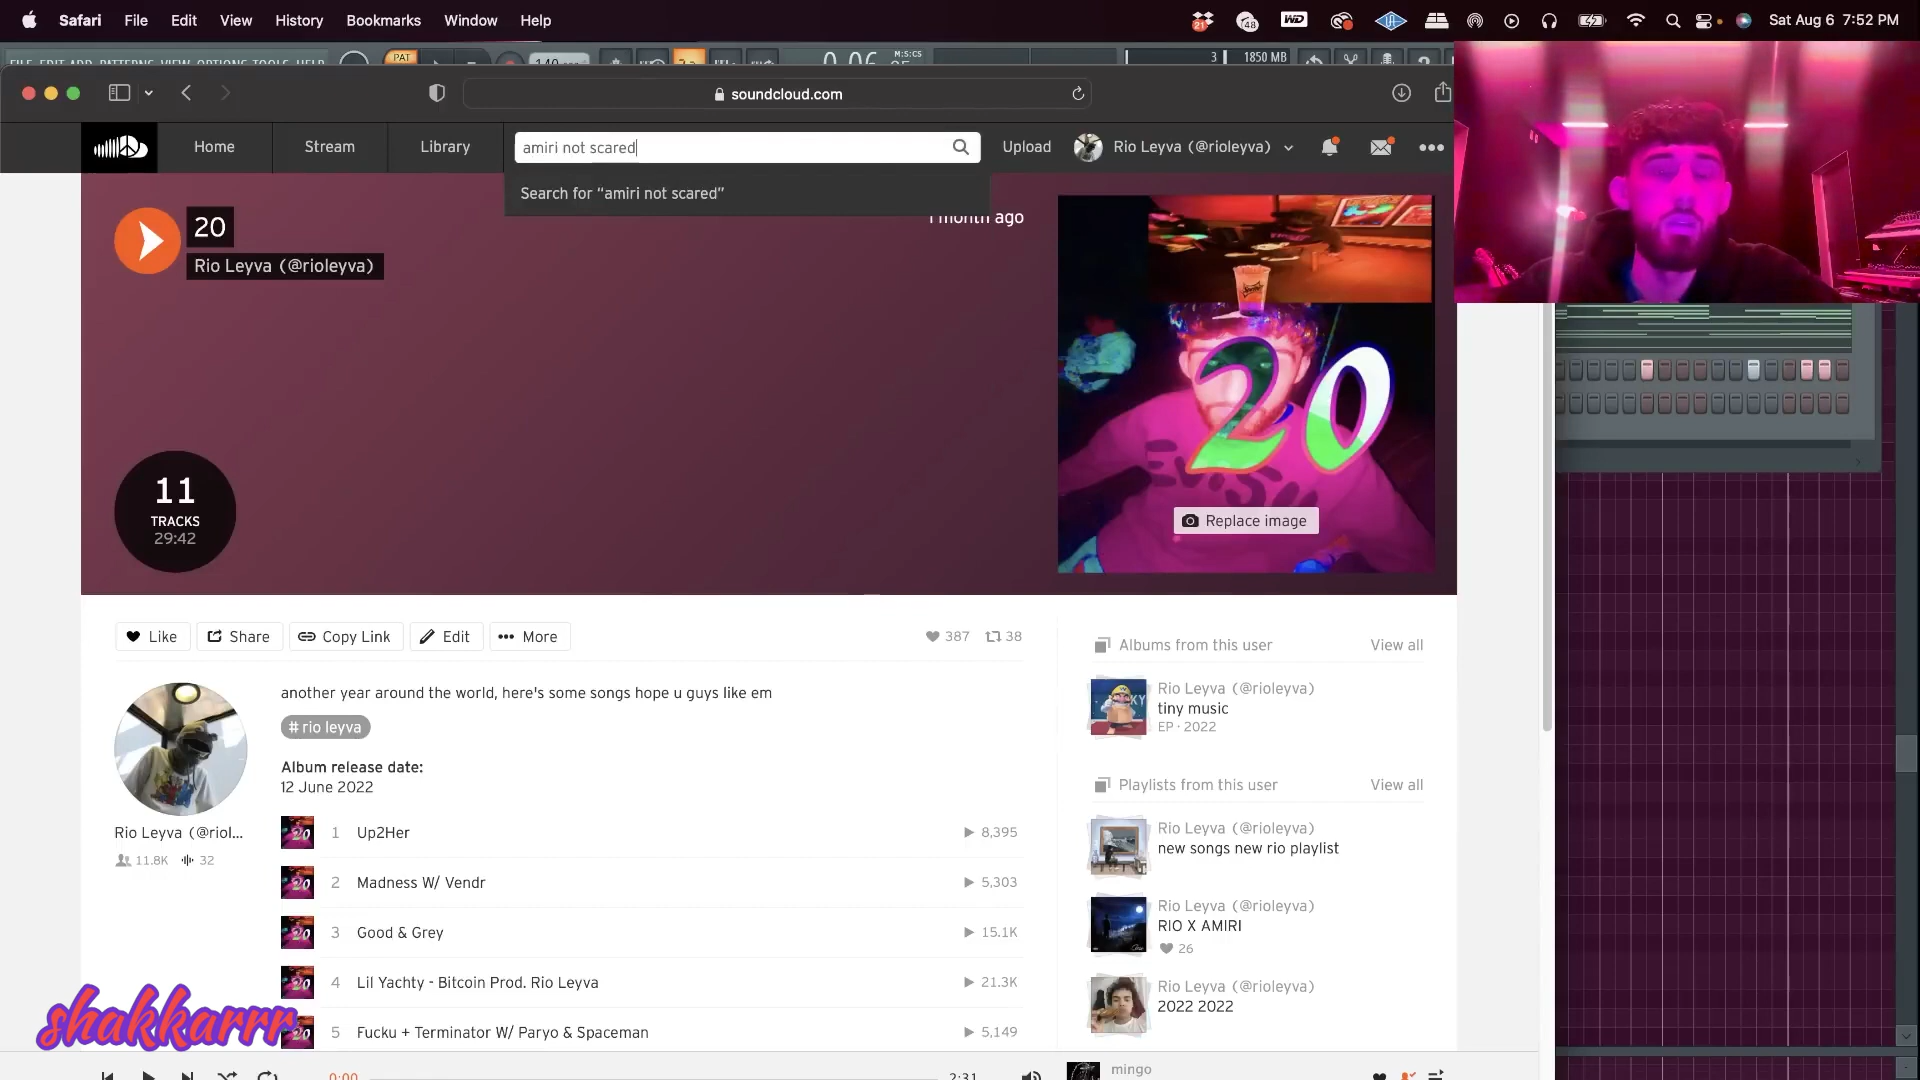 Safari File Edit View History Bookmarks Window Help
21 48 WD Sat Aug 6 7:52 PM
PAT
3 1850 MB
soundcloud.com
Home Stream Library amiri not scared Upload Rio Leyva (@rioleyva)
Search for “amiri not scared”
1 month ago
20
Rio Leyva (@rioleyva)
20
Replace image
11
TRACKS
29:42
Like Share Copy Link Edit More 387 38
another year around the world, here's some songs hope u guys like em
# rio leyva
Album release date:
12 June 2022
Rio Leyva (@riol...
11.8K 32
1 Up2Her 8,395
2 Madness W/ Vendr 5,303
3 Good & Grey 15.1K
4 Lil Yachty - Bitcoin Prod. Rio Leyva 21.3K
5 Fucku + Terminator W/ Paryo & Spaceman 5,149
Albums from this user View all
Rio Leyva (@rioleyva)
tiny music
EP · 2022
Playlists from this user View all
Rio Leyva (@rioleyva)
new songs new rio playlist
Rio Leyva (@rioleyva)
RIO X AMIRI
26
Rio Leyva (@rioleyva)
2022 2022
shakkarrr
0:00 2:31 mingo